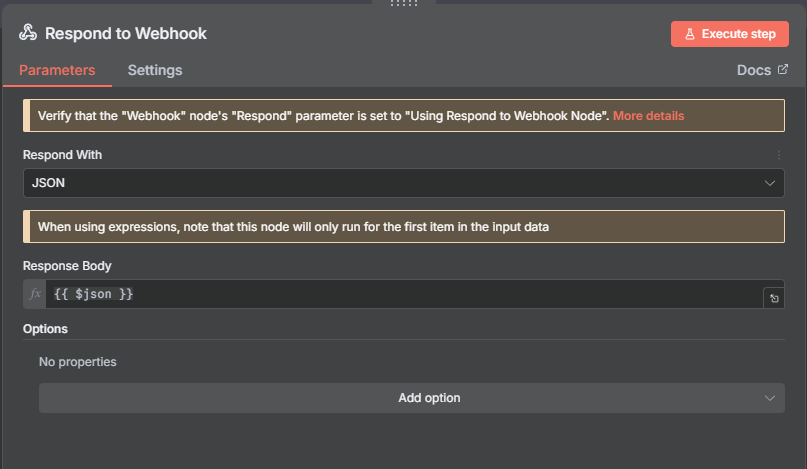 Respond to Webhook
Execute step
Parameters
Settings
Docs
Verify that the "Webhook" node's "Respond" parameter is set to "Using Respond to Webhook Node". More details
Respond With
JSON
When using expressions, note that this node will only run for the first item in the input data
Response Body
fx {{ $json }}
Options
No properties
Add option